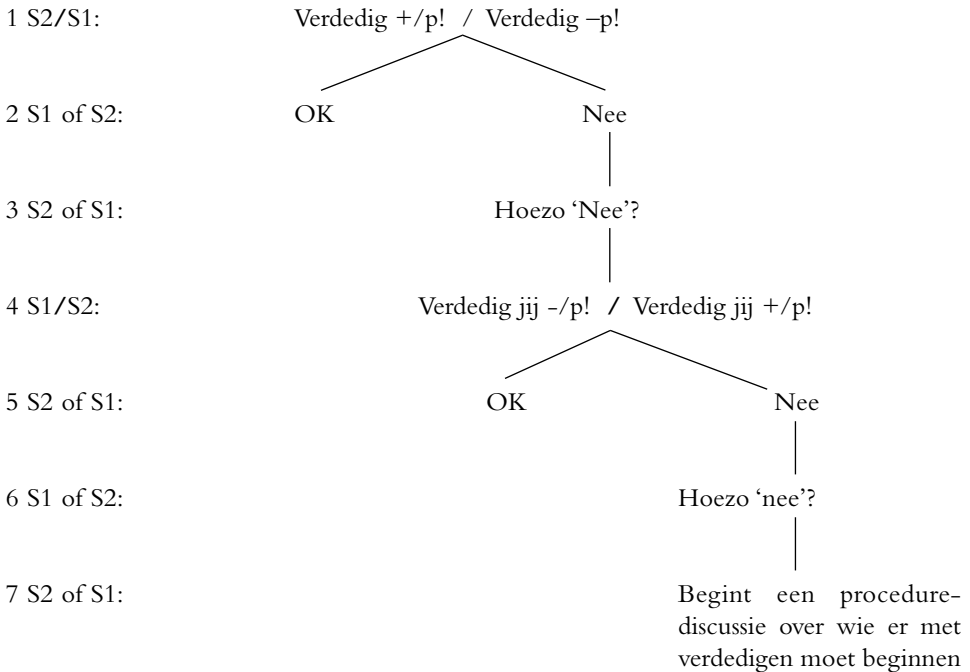 1 S2/S1: Verdedig +/p! / Verdedig –p!
2 S1 of S2: OK Nee
3 S2 of S1: Hoezo ‘Nee’?
4 S1/S2: Verdedig jij -/p! / Verdedig jij +/p!
5 S2 of S1: OK Nee
6 S1 of S2: Hoezo ‘nee’?
7 S2 of S1: Begint een procedure-
discussie over wie er met
verdedigen moet beginnen